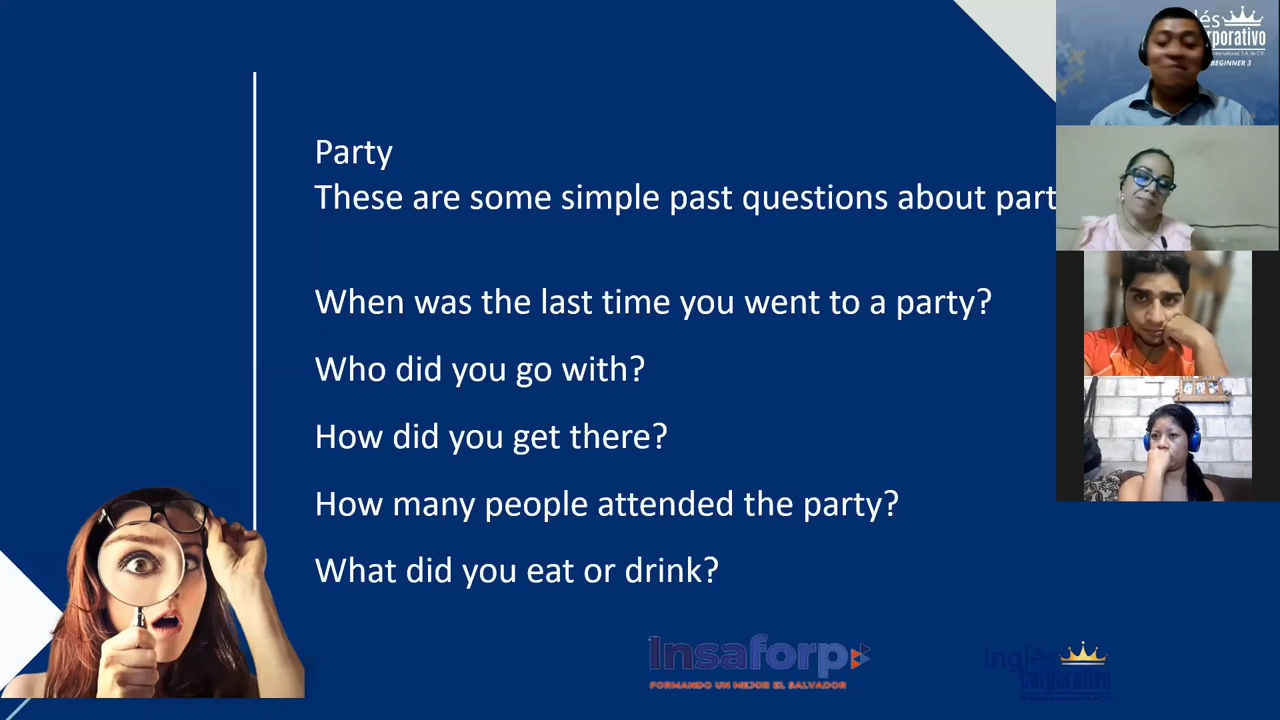 Party
These are some simple past questions about part
When was the last time you went to a party?
Who did you go with?
How did you get there?
How many people attended the party?
What did you eat or drink?
Insaforp
FORMANDO UN MEJOR EL SALVADOR
Inglés
Corporativo
lés
rporativo
BEGINNER 3